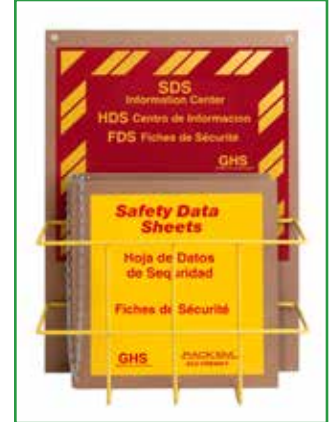 SDS
Information Center
HDS Centro de Informacion
FDS Fiches de Sécurité
GHS
Safety Data
Sheets
Hoja de Datos
de Seguridad
Fiches de Sécurité
GHS